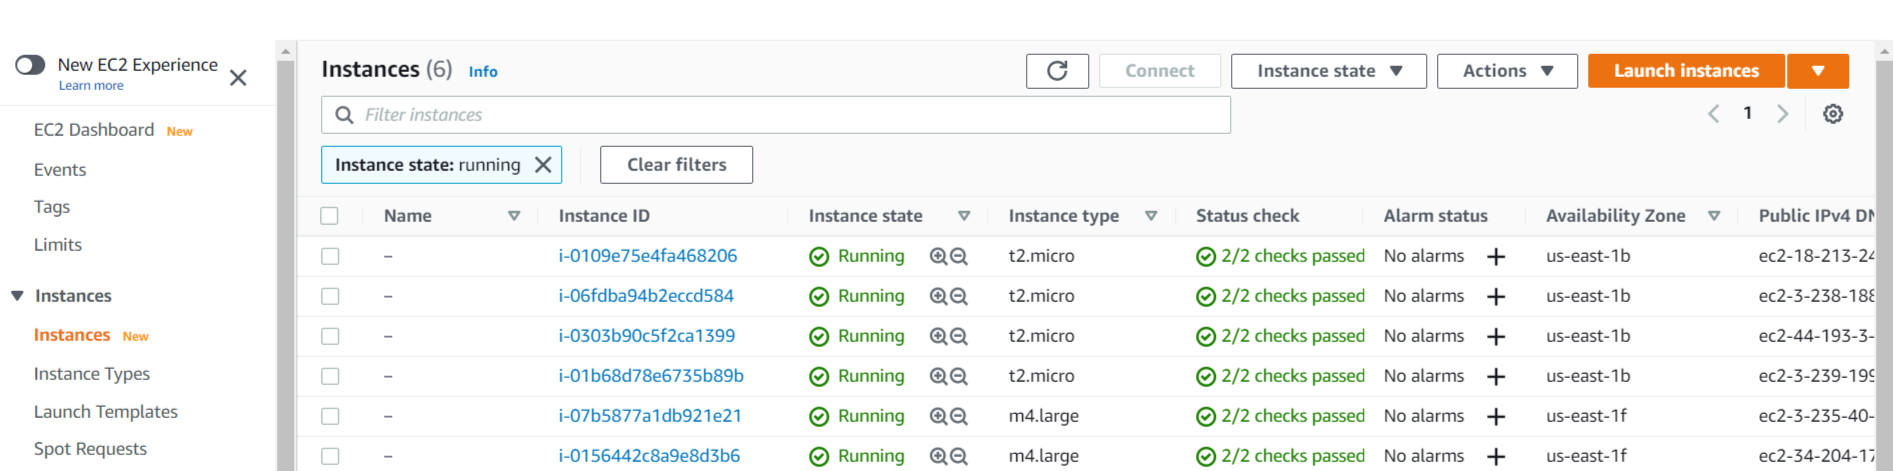 New EC2 Experience
Learn more
EC2 Dashboard New
Events
Tags
Limits
Instances
Instances New
Instance Types
Launch Templates
Spot Requests
Instances (6) Info
Connect Instance state Actions Launch instances
Filter instances
1
Instance state: running Clear filters
Name Instance ID Instance state Instance type Status check Alarm status Availability Zone Public IPv4 DN
– i-0109e75e4fa468206 Running t2.micro 2/2 checks passed No alarms + us-east-1b ec2-18-213-24
– i-06fdba94b2eccd584 Running t2.micro 2/2 checks passed No alarms + us-east-1b ec2-3-238-188
– i-0303b90c5f2ca1399 Running t2.micro 2/2 checks passed No alarms + us-east-1b ec2-44-193-3-
– i-01b68d78e6735b89b Running t2.micro 2/2 checks passed No alarms + us-east-1b ec2-3-239-199
– i-07b5877a1db921e21 Running m4.large 2/2 checks passed No alarms + us-east-1f ec2-3-235-40-
– i-0156442c8a9e8d3b6 Running m4.large 2/2 checks passed No alarms + us-east-1f ec2-34-204-17